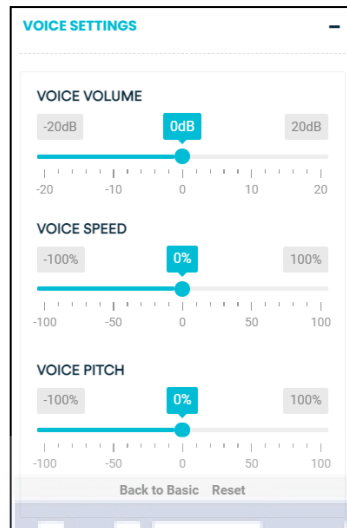 VOICE SETTINGS
VOICE VOLUME
-20dB 0dB 20dB
-20 -10 0 10 20
VOICE SPEED
-100% 0% 100%
-100 -50 0 50 100
VOICE PITCH
-100% 0% 100%
-100 -50 0 50 100
Back to Basic Reset